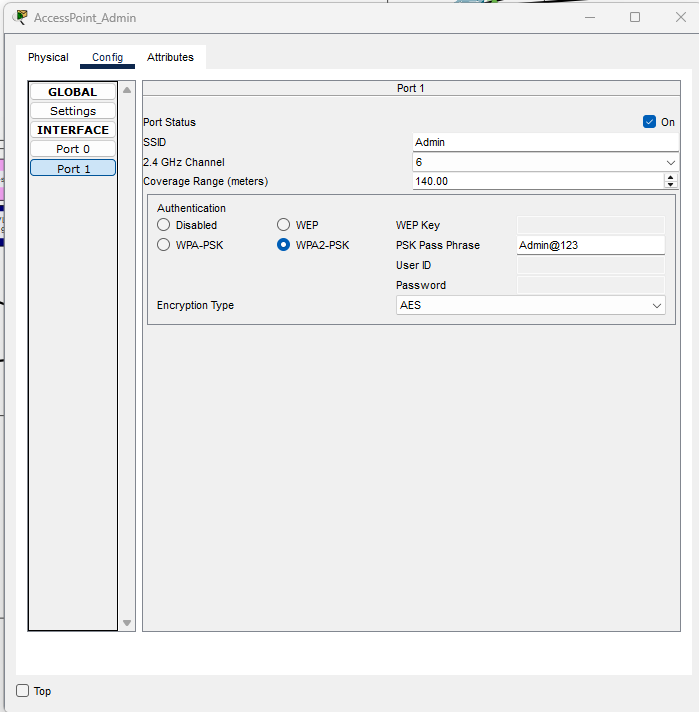 AccessPoint_Admin
Physical Config Attributes
GLOBAL
Settings
INTERFACE
Port 0
Port 1
Port 1
Port Status On
SSID Admin
2.4 GHz Channel 6
Coverage Range (meters) 140.00
Authentication
Disabled WEP WEP Key
WPA-PSK WPA2-PSK PSK Pass Phrase Admin@123
User ID
Password
Encryption Type AES
Top